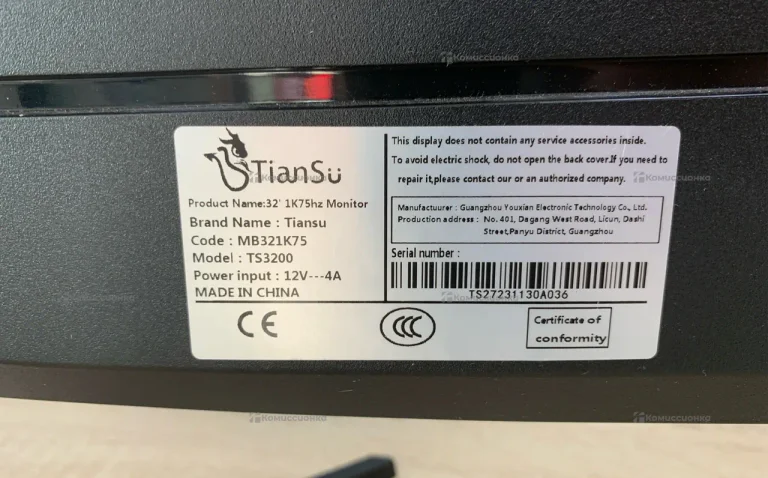 Комиссионко
TianSu
Product Name:32' 1K75hz Monitor
Brand Name : Tiansu
Code : MB321K75
Model : TS3200
Power input : 12V---4A
MADE IN CHINA
This display does not contain any service accessories inside.
To avoid electric shock, do not open the back cover.If you need to
repair it,please contact our or an authorized company.
Комиссионко
Manufactuurer : Guangzhou Youxian Electronic Technology Co., Ltd.
Production address : No. 401, Dagang West Road, Licun, Dashi
Street,Panyu District, Guangzhou
Serial number :
TS27231130A036
CE
CCC
Certificate of
conformity
Комиссионко
Комиссионко